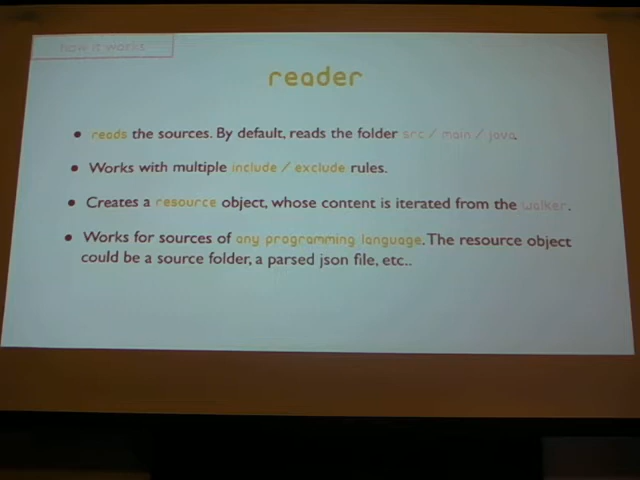 how it works
reader
• reads the sources. By default, reads the folder src / main / java.
• Works with multiple include / exclude rules.
• Creates a resource object, whose content is iterated from the walker.
• Works for sources of any programming language. The resource object
could be a source folder, a parsed json file, etc..